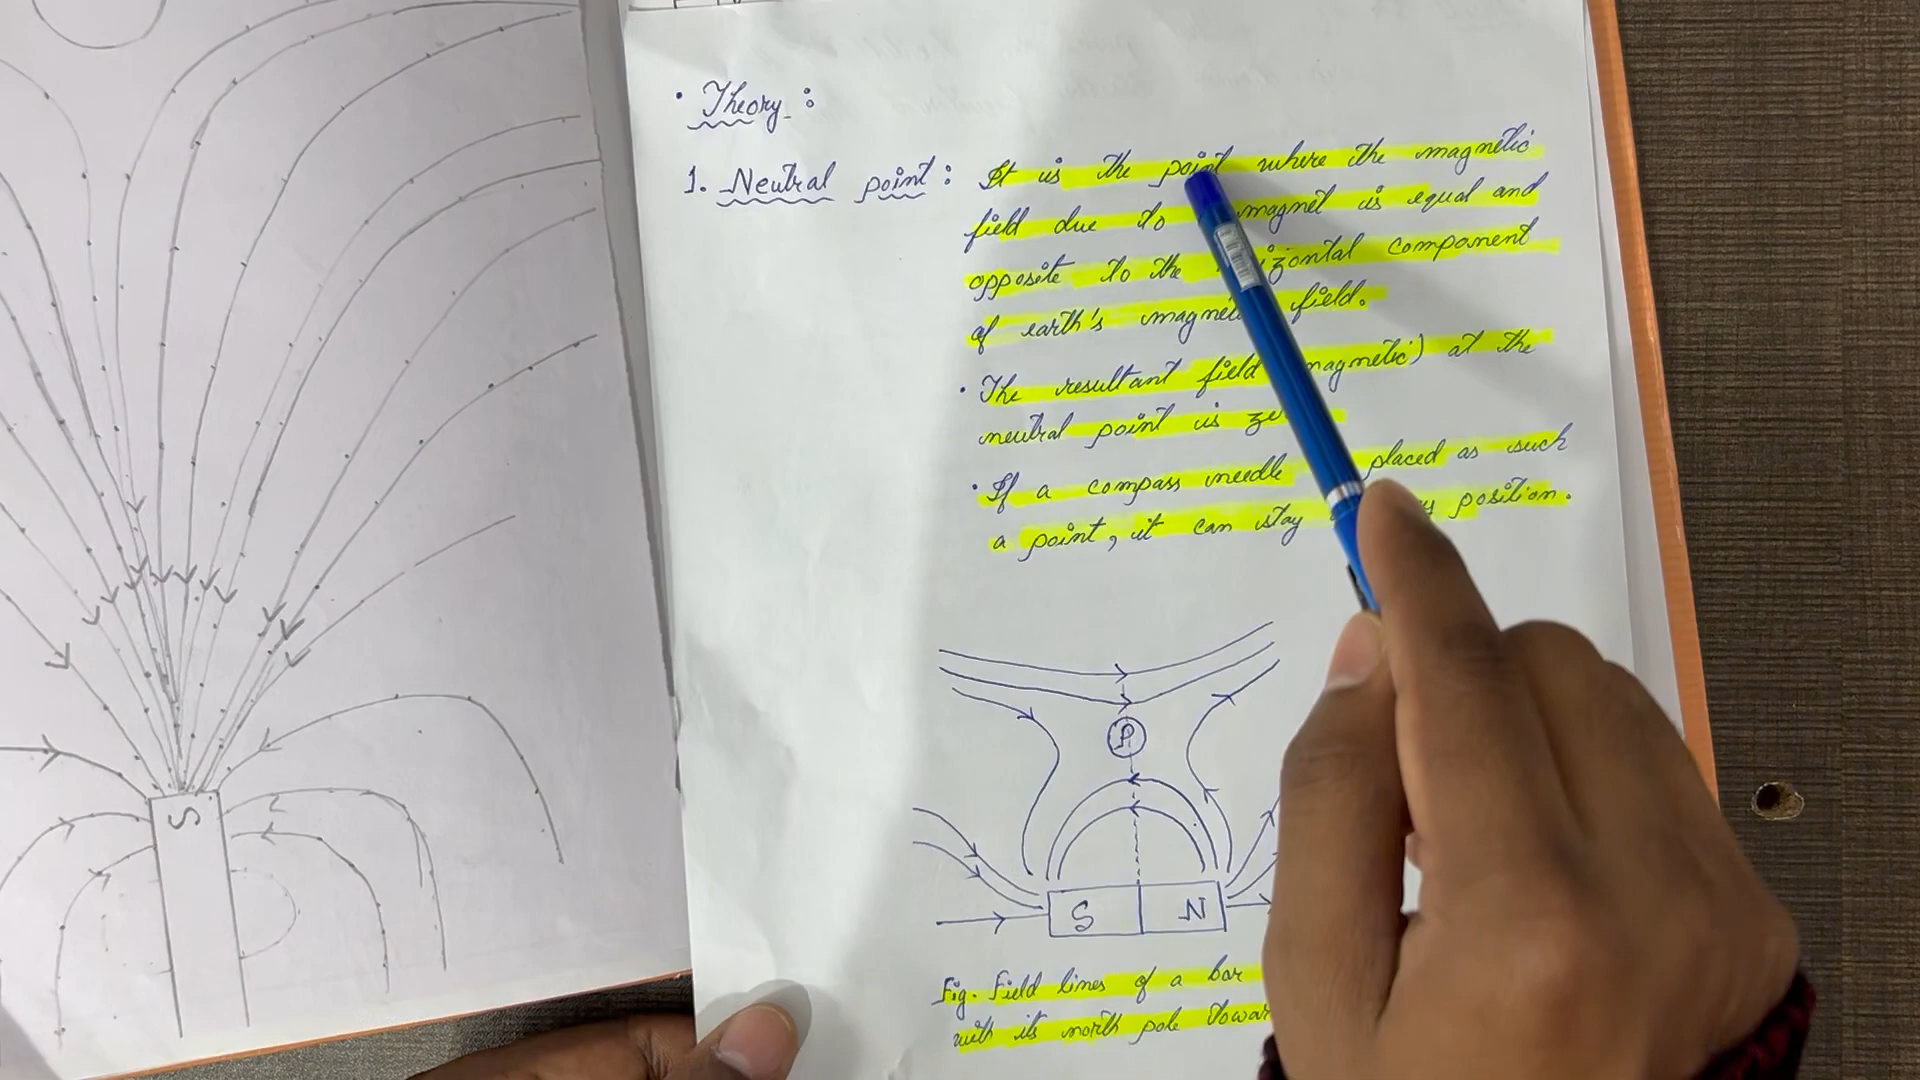 S
• Theory :
1. Neutral point : It is the point where the magnetic
field due to magnet is equal and
opposite to the component
of earth's field.
• The resultant field at the
neutral point is
• If a compass needle placed as such
a point, it can stay position.
P
S N
Fig. Field lines of a bar
with its north pole